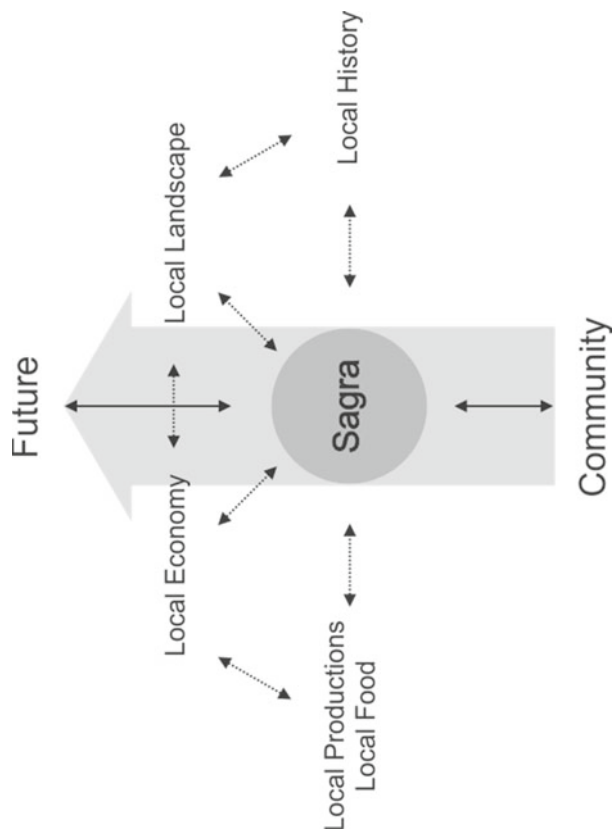 Future
Local Economy
Local Landscape
Local Productions
Local Food
Sagra
Local History
Community